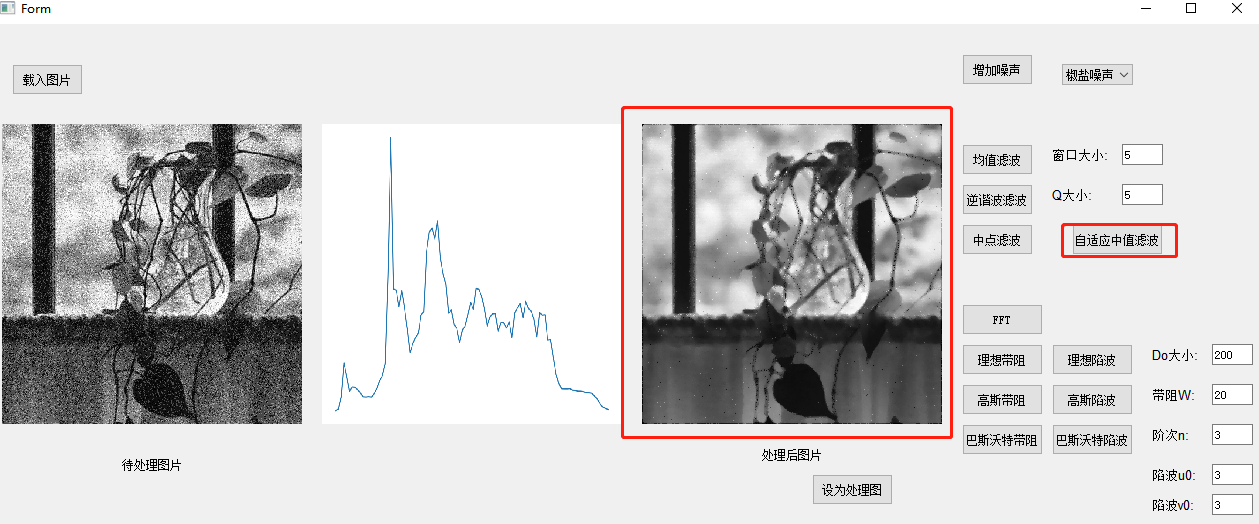 Form
载入图片
增加噪声
椒盐噪声
均值滤波
窗口大小:
5
逆谐波滤波
Q大小:
5
中点滤波
自适应中值滤波
FFT
理想带阻
理想陷波
Do大小:
200
高斯带阻
高斯陷波
带阻W:
20
巴斯沃特带阻
巴斯沃特陷波
阶次n:
3
待处理图片
处理后图片
设为处理图
陷波u0:
3
陷波v0:
3